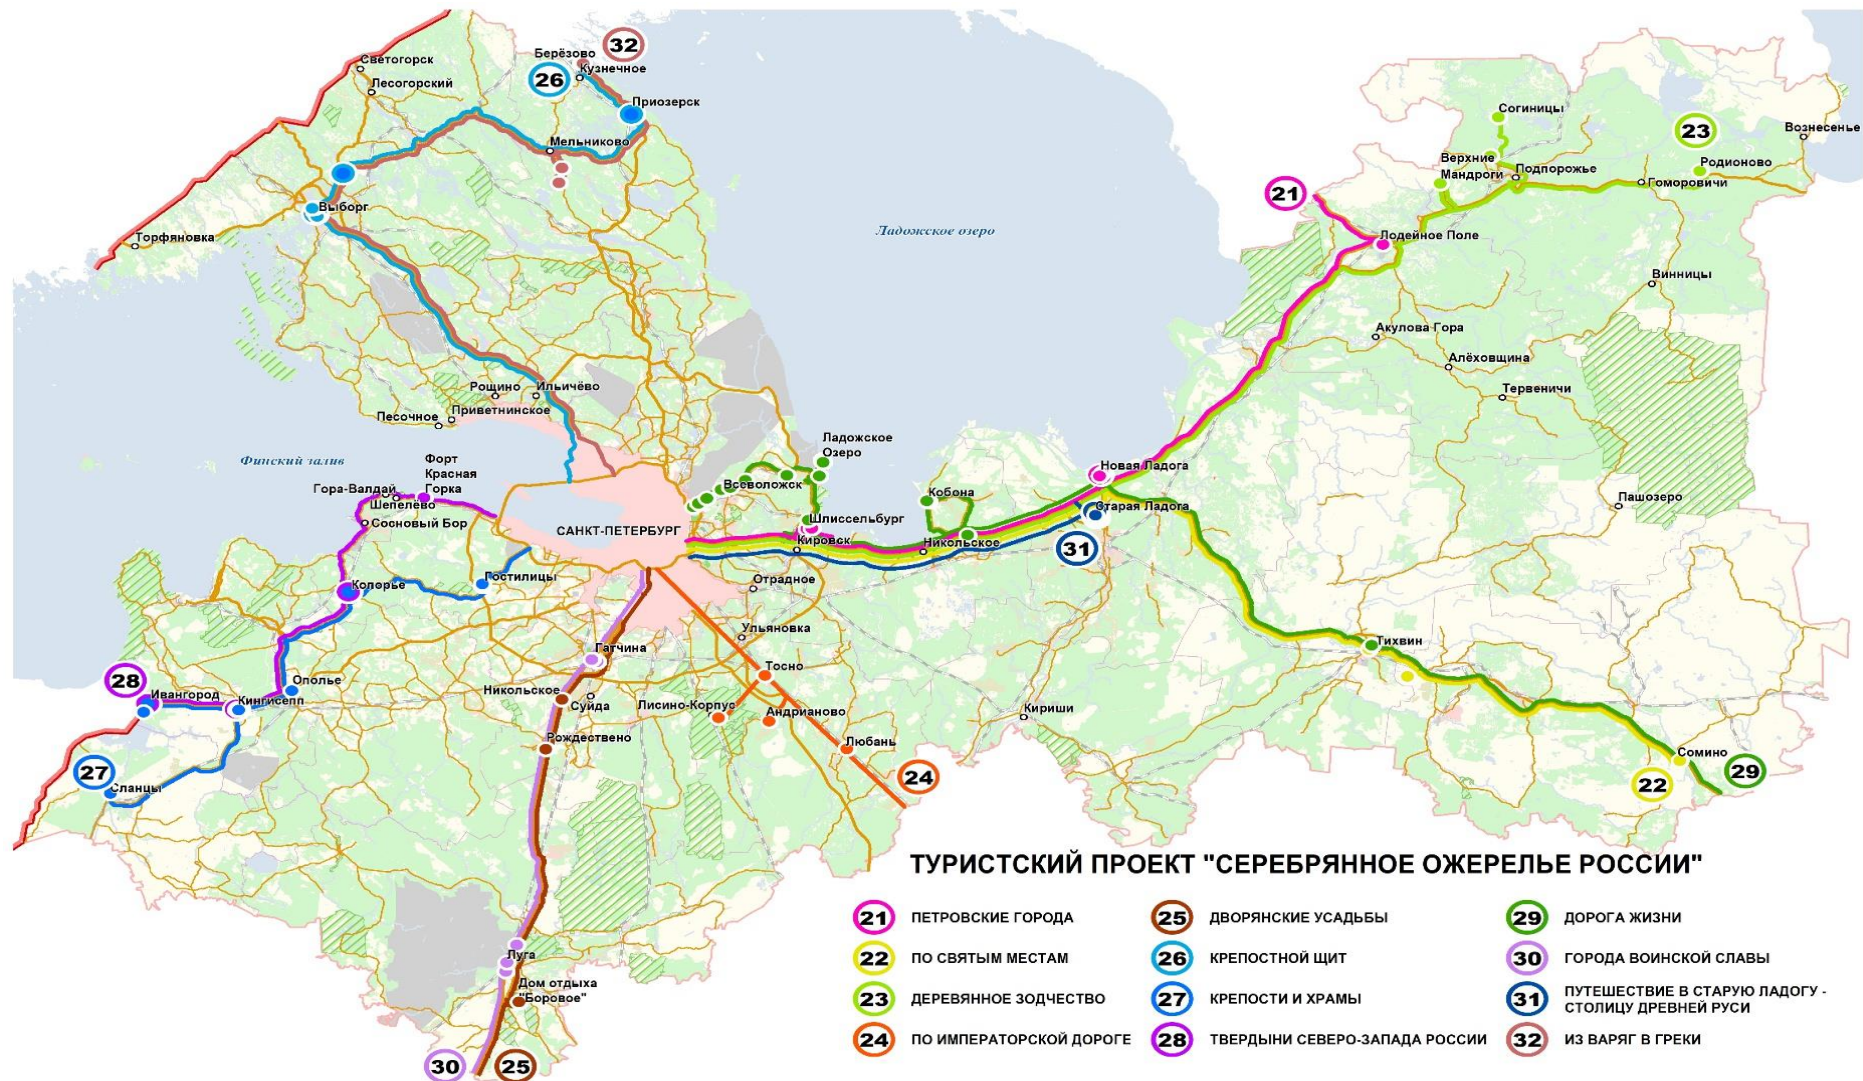 32
Берёзово
Светогорск
Кузнечное
26
Лесогорский
Приозерск
Согиницы
23
Вознесенье
Мельниково
Верхние
Мандроги
Подпорожье
Родионово
Гоморовичи
21
Выборг
Ладожское озеро
Торфяновка
Лодейное Поле
Винницы
Акулова Гора
Алёховщина
Тервеничи
Рощино
Ильичёво
Песочное
Приветнинское
Финский залив
Форт
Красная
Горка
Гора-Валдай
Шепелёво
Сосновый Бор
Ладожское
Озеро
Всеволожск
Кобона
Новая Ладога
Старая Ладога
Пашозеро
САНКТ-ПЕТЕРБУРГ
Шлиссельбург
Кировск
Никольское
31
Колорье
Гостилицы
Отрадное
Ульяновка
Гатчина
Тосно
Тихвин
28
Ивангород
Кингисепп
Ополье
Никольское
Суйда
Лисино-Корпус
Андрианово
Кириши
Рождествено
Любань
Сомино
27
Сланцы
24
22
29
Луга
Дом отдыха
"Боровое"
30
25
ТУРИСТСКИЙ ПРОЕКТ "СЕРЕБРЯННОЕ ОЖЕРЕЛЬЕ РОССИИ"
21 ПЕТРОВСКИЕ ГОРОДА
22 ПО СВЯТЫМ МЕСТАМ
23 ДЕРЕВЯННОЕ ЗОДЧЕСТВО
24 ПО ИМПЕРАТОРСКОЙ ДОРОГЕ
25 ДВОРЯНСКИЕ УСАДЬБЫ
26 КРЕПОСТНОЙ ЩИТ
27 КРЕПОСТИ И ХРАМЫ
28 ТВЕРДЫНИ СЕВЕРО-ЗАПАДА РОССИИ
29 ДОРОГА ЖИЗНИ
30 ГОРОДА ВОИНСКОЙ СЛАВЫ
31 ПУТЕШЕСТВИЕ В СТАРУЮ ЛАДОГУ -
СТОЛИЦУ ДРЕВНЕЙ РУСИ
32 ИЗ ВАРЯГ В ГРЕКИ